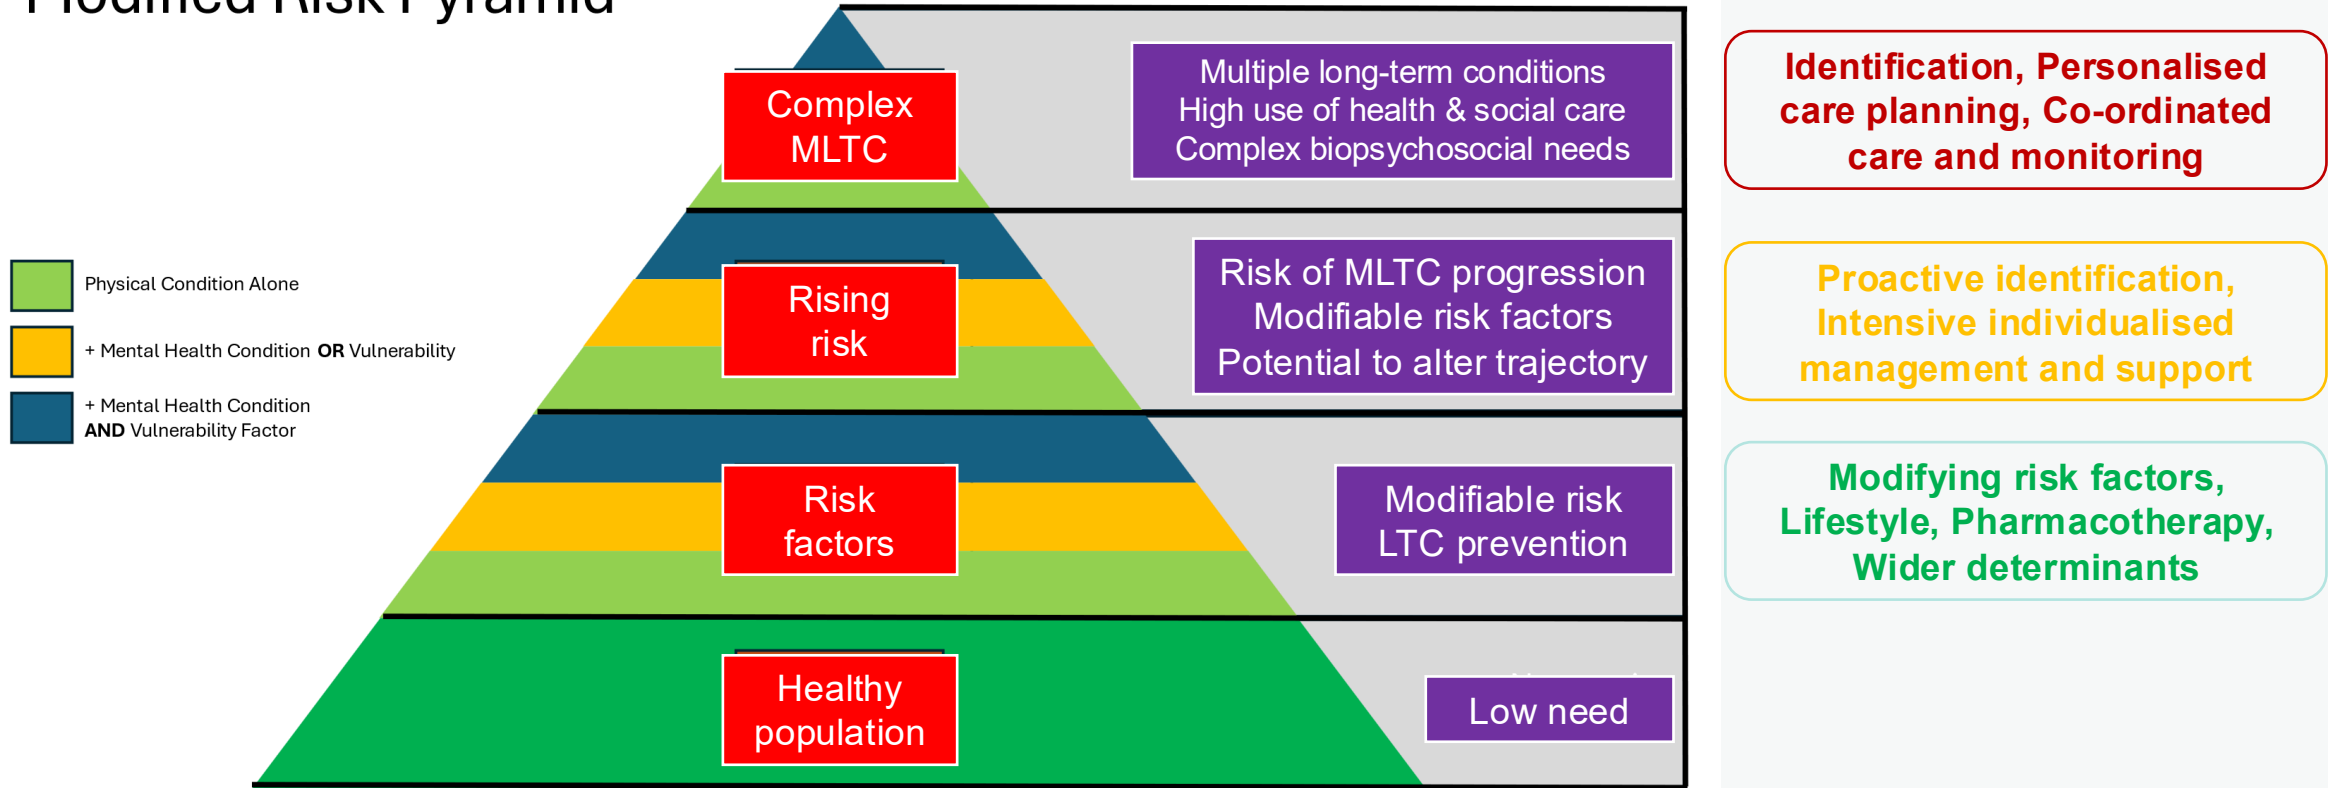 Modified Risk Pyramid
Complex
MLTC
Multiple long-term conditions
High use of health & social care
Complex biopsychosocial needs
Identification, Personalised
care planning, Co-ordinated
care and monitoring
Physical Condition Alone
+ Mental Health Condition OR Vulnerability
+ Mental Health Condition
AND Vulnerability Factor
Rising
risk
Risk of MLTC progression
Modifiable risk factors
Potential to alter trajectory
Proactive identification,
Intensive individualised
management and support
Risk
factors
Modifiable risk
LTC prevention
Modifying risk factors,
Lifestyle, Pharmacotherapy,
Wider determinants
Healthy
population
Low need